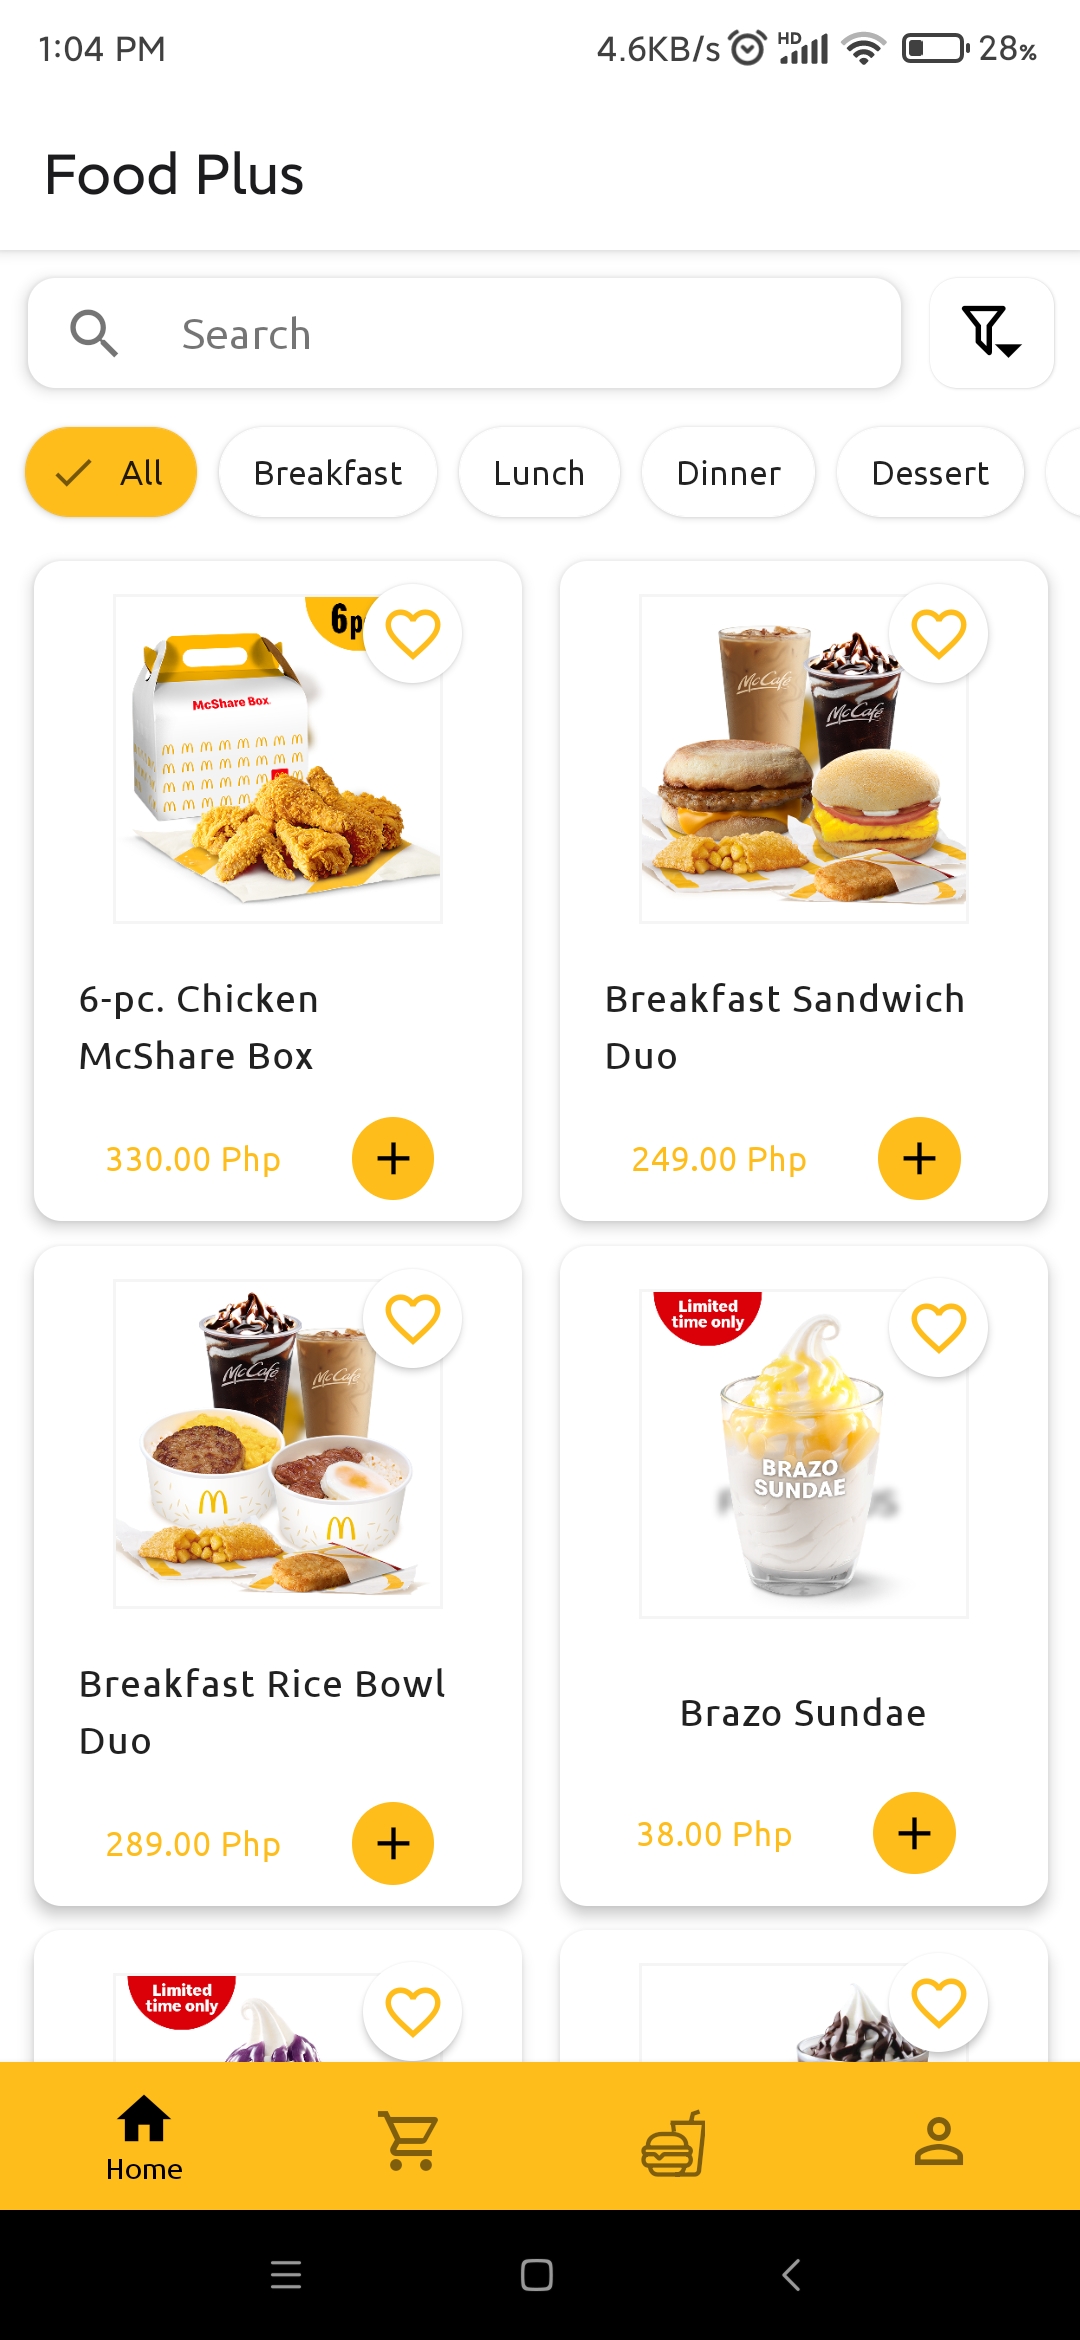 1:04 PM
4.6KB/s HD 28%
Food Plus
Search
All
Breakfast
Lunch
Dinner
Dessert
6p
McShare Box
6-pc. Chicken
McShare Box
330.00 Php
McCafé
McCafé
Breakfast Sandwich
Duo
249.00 Php
McCafé
McCafé
Breakfast Rice Bowl
Duo
289.00 Php
Limited
time only
BRAZO
SUNDAE
Brazo Sundae
38.00 Php
Limited
time only
Home